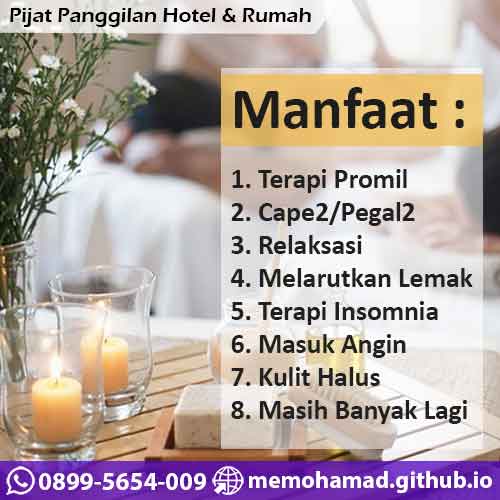 Pijat Panggilan Hotel & Rumah
Manfaat :
1. Terapi Promil
2. Cape2/Pegal2
3. Relaksasi
4. Melarutkan Lemak
5. Terapi Insomnia
6. Masuk Angin
7. Kulit Halus
8. Masih Banyak Lagi
0899-5654-009 memohamad.github.io